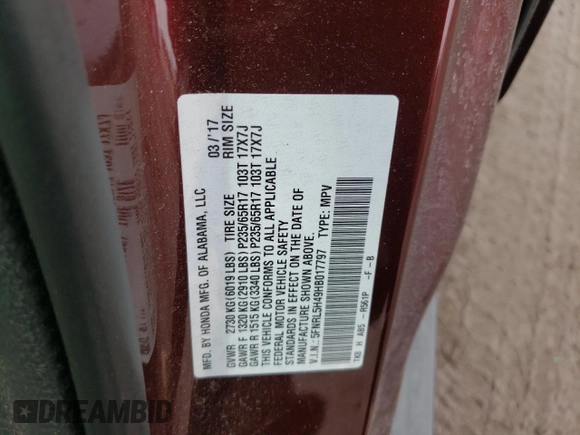 MFD. BY HONDA MFG. OF ALABAMA, LLC 03/'17
GVWR 2730 KG(6019 LBS) TIRE SIZE RIM SIZE
GAWR F 1320 KG(2910 LBS) P235/65R17 103T 17X7J
GAWR R 1515 KG(3340 LBS) P235/65R17 103T 17X7J
THIS VEHICLE CONFORMS TO ALL APPLICABLE
FEDERAL MOTOR VEHICLE SAFETY
STANDARDS IN EFFECT ON THE DATE OF
MANUFACTURE SHOWN ABOVE.
V.I.N.: 5FNRL5H49HB017797 TYPE: MPV
TK8 H AB5 - R561P -F -B
DREAMBID